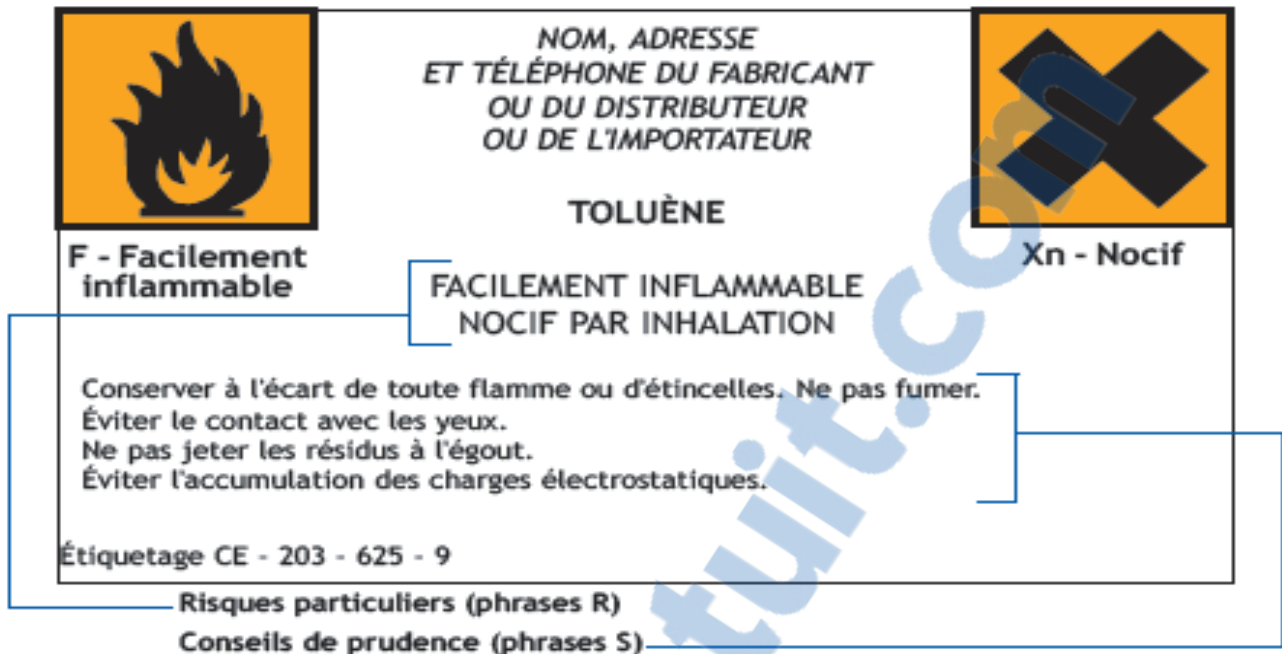 NOM, ADRESSE
ET TÉLÉPHONE DU FABRICANT
OU DU DISTRIBUTEUR
OU DE L'IMPORTATEUR
TOLUÈNE
F - Facilement
inflammable
Xn - Nocif
FACILEMENT INFLAMMABLE
NOCIF PAR INHALATION
Conserver à l'écart de toute flamme ou d'étincelles. Ne pas fumer.
Éviter le contact avec les yeux.
Ne pas jeter les résidus à l'égout.
Éviter l'accumulation des charges électrostatiques.
Étiquetage CE - 203 - 625 - 9
Risques particuliers (phrases R)
Conseils de prudence (phrases S)
tuit.com